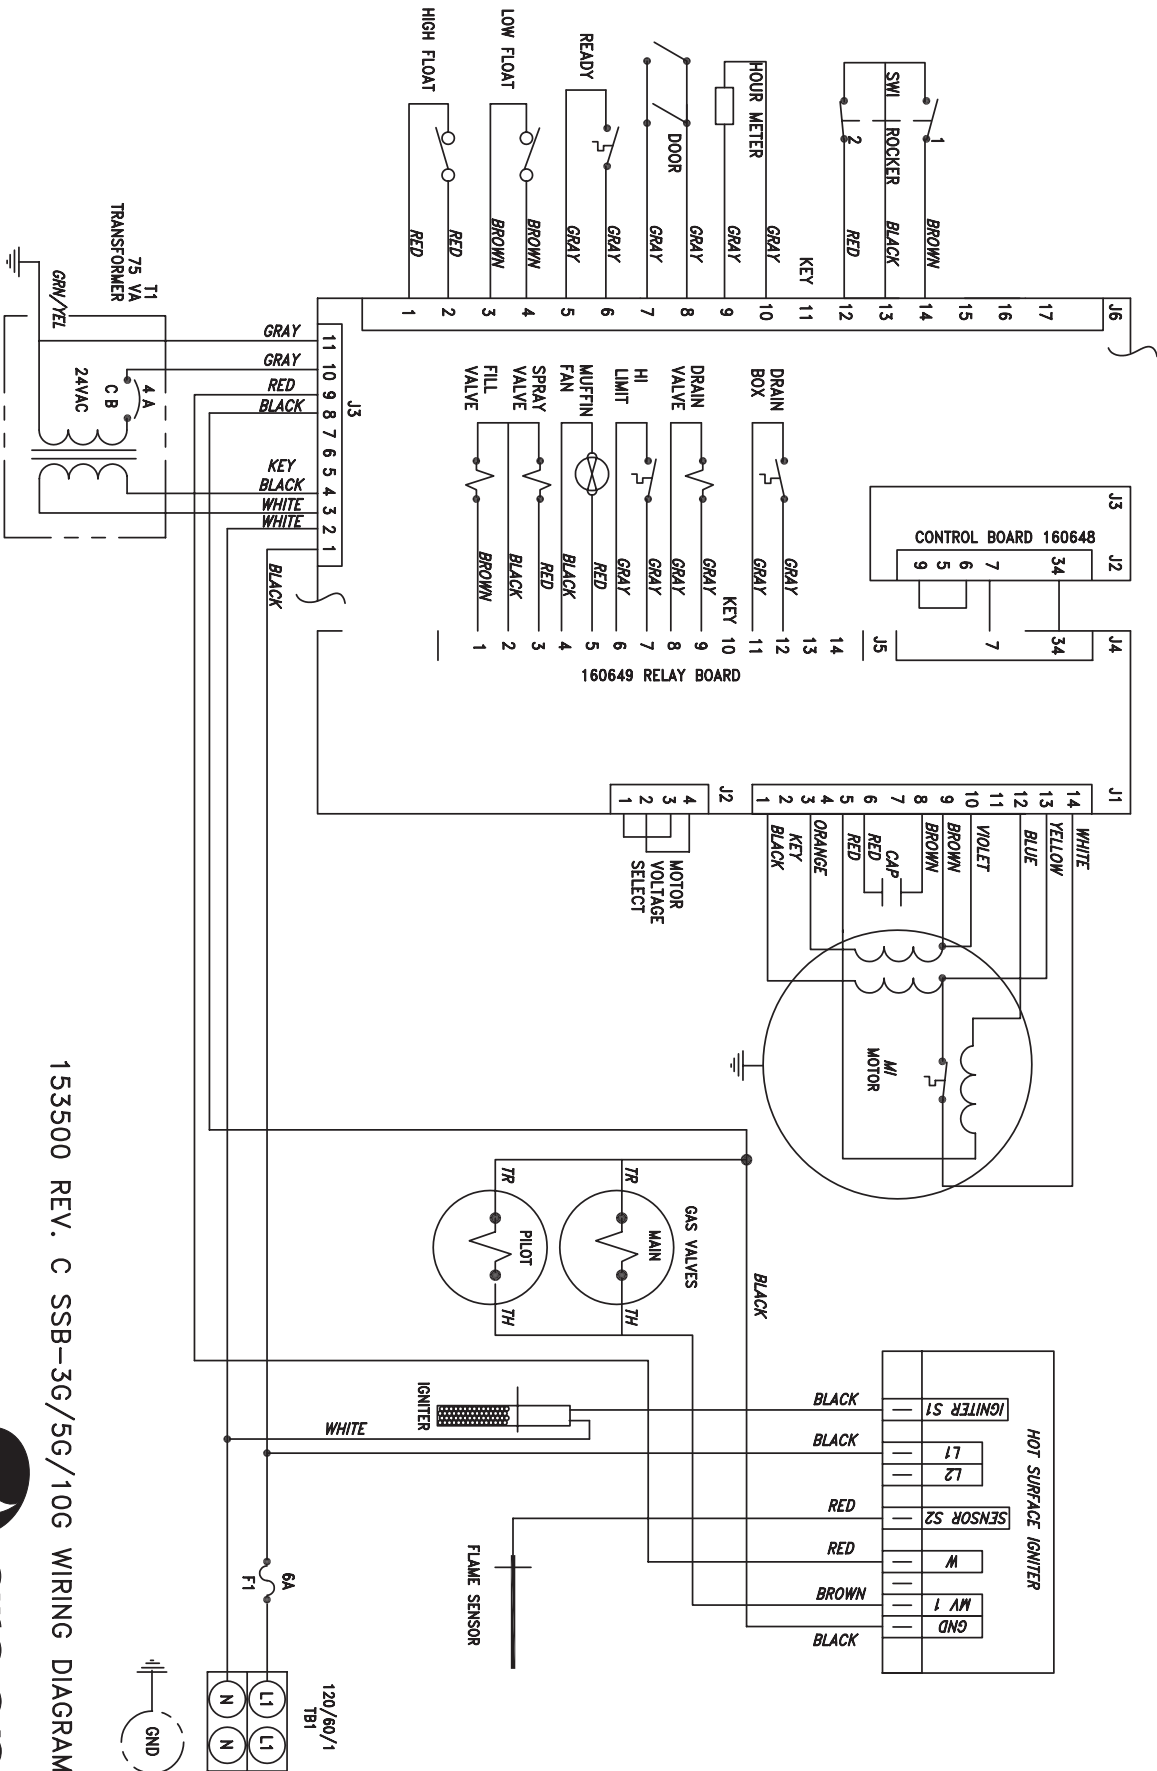 HIGH FLOAT
LOW FLOAT
READY
DOOR
HOUR METER
SWI ROCKER
2
1
RED
RED
BROWN
BROWN
GRAY
GRAY
GRAY
GRAY
GRAY
GRAY
KEY
RED
BLACK
BROWN
1
2
3
4
5
6
7
8
9
10
11
12
13
14
15
16
17
J6
T1
75 VA
TRANSFORMER
GRN/YEL
4 A
C B
24VAC
GRAY
GRAY
RED
BLACK
KEY
BLACK
WHITE
WHITE
BLACK
J3
11
10
9
8
7
6
5
4
3
2
1
FILL
VALVE
SPRAY
VALVE
MUFFIN
FAN
HI
LIMIT
DRAIN
VALVE
DRAIN
BOX
BROWN
BLACK
RED
BLACK
RED
GRAY
GRAY
GRAY
GRAY
KEY
GRAY
GRAY
1
2
3
4
5
6
7
8
9
10
11
12
13
14
J5
160649 RELAY BOARD
J3
CONTROL BOARD 160648
J2
9
5
6
7
34
7
34
J4
J2
1
2
3
4
MOTOR
VOLTAGE
SELECT
J1
1
2
3
4
5
6
7
8
9
10
11
12
13
14
BLACK
KEY
ORANGE
RED
RED
CAP
BROWN
BROWN
VIOLET
BLUE
YELLOW
WHITE
MI
MOTOR
GAS VALVES
TR
MAIN
TH
TR
PILOT
TH
BLACK
IGNITER
WHITE
FLAME SENSOR
HOT SURFACE IGNITER
IGNITER S1
L1
L2
SENSOR S2
W
MV 1
GND
BLACK
BLACK
RED
RED
BROWN
BLACK
6A
F1
120/60/1
TB1
L1
L1
N
N
GND
153500 REV. C SSB-3G/5G/10G WIRING DIAGRAM